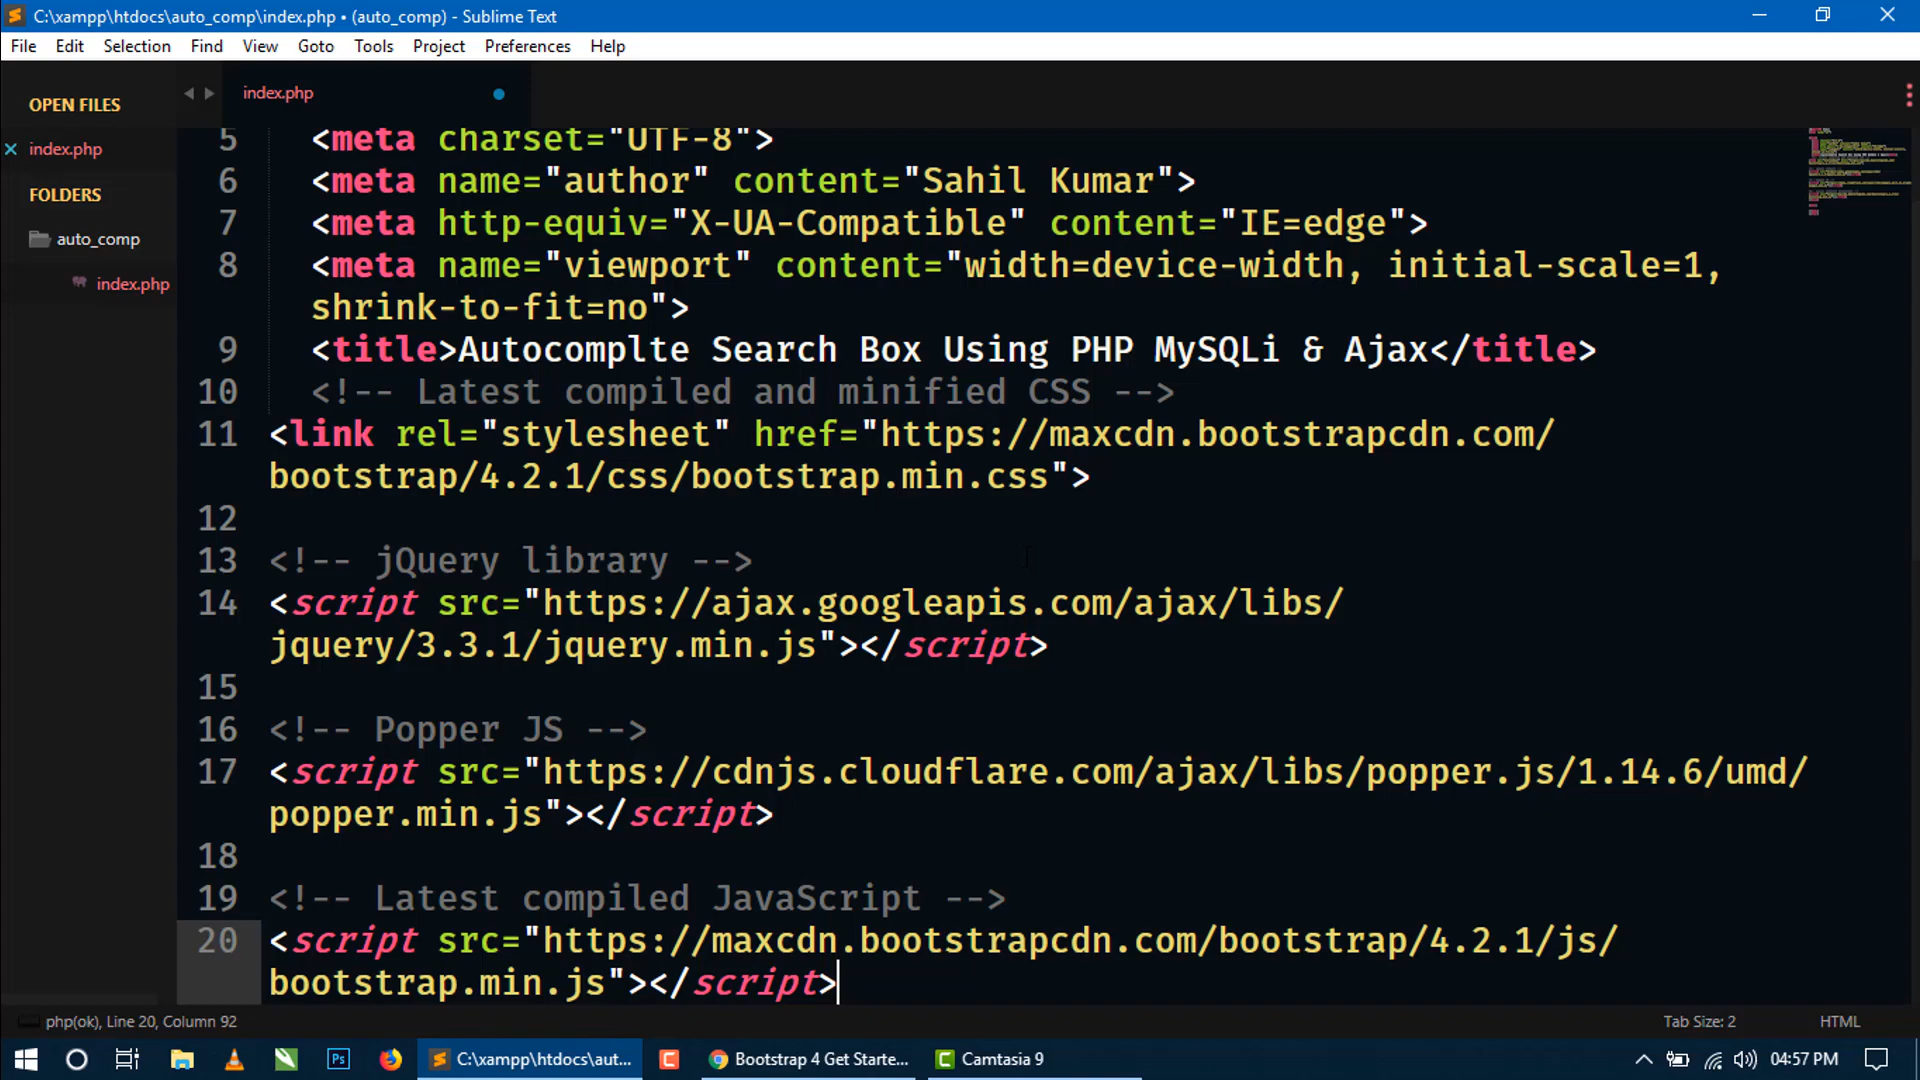 C:\xampp\htdocs\auto_comp\index.php • (auto_comp) - Sublime Text
File Edit Selection Find View Goto Tools Project Preferences Help
OPEN FILES
index.php
FOLDERS
auto_comp
index.php
index.php
5 <meta charset="UTF-8">
6 <meta name="author" content="Sahil Kumar">
7 <meta http-equiv="X-UA-Compatible" content="IE=edge">
8 <meta name="viewport" content="width=device-width, initial-scale=1,
shrink-to-fit=no">
9 <title>Autocomplte Search Box Using PHP MySQLi & Ajax</title>
10 <!-- Latest compiled and minified CSS -->
11 <link rel="stylesheet" href="https://maxcdn.bootstrapcdn.com/
bootstrap/4.2.1/css/bootstrap.min.css">
12
13 <!-- jQuery library -->
14 <script src="https://ajax.googleapis.com/ajax/libs/
jquery/3.3.1/jquery.min.js"></script>
15
16 <!-- Popper JS -->
17 <script src="https://cdnjs.cloudflare.com/ajax/libs/popper.js/1.14.6/umd/
popper.min.js"></script>
18
19 <!-- Latest compiled JavaScript -->
20 <script src="https://maxcdn.bootstrapcdn.com/bootstrap/4.2.1/js/
bootstrap.min.js"></script>
php(ok), Line 20, Column 92
Tab Size: 2 HTML
C:\xampp\htdocs\aut... Bootstrap 4 Get Starte... Camtasia 9 04:57 PM